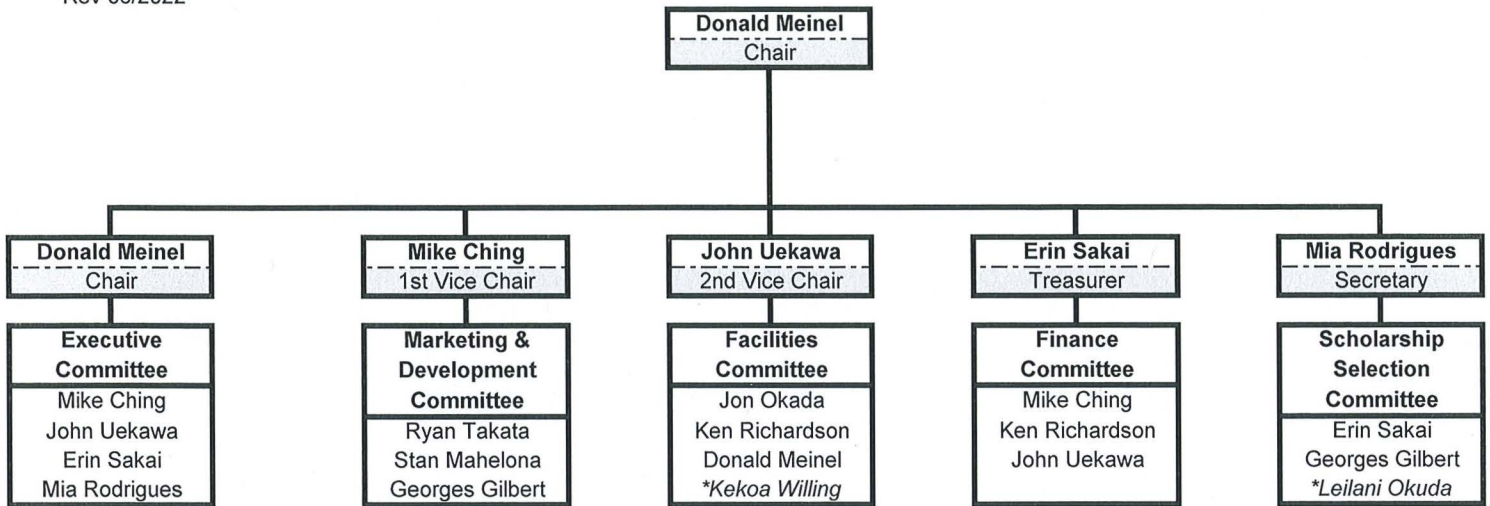 Donald Meinel
Chair
Donald Meinel
Chair
Executive
Committee
Mike Ching
John Uekawa
Erin Sakai
Mia Rodrigues
Mike Ching
1st Vice Chair
Marketing &
Development
Committee
Ryan Takata
Stan Mahelona
Georges Gilbert
John Uekawa
2nd Vice Chair
Facilities
Committee
Jon Okada
Ken Richardson
Donald Meinel
*Kekoa Willing
Erin Sakai
Treasurer
Finance
Committee
Mike Ching
Ken Richardson
John Uekawa
Mia Rodrigues
Secretary
Scholarship
Selection
Committee
Erin Sakai
Georges Gilbert
*Leilani Okuda